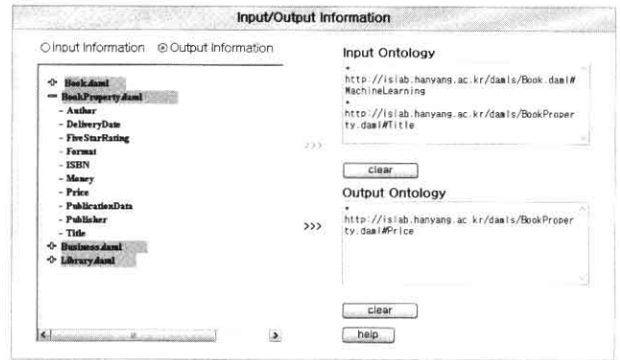 Input/Output Information
Input Information Output Information
Book.daml
BookProperty.daml
- Author
- DeliveryDate
- FiveStarRating
- Format
- ISBN
- Money
- Price
- PublicationData
- Publisher
- Title
Business.daml
Library.daml
>>>
>>>
Input Ontology
*
http://islab.hanyang.ac.kr/damls/Book.daml#
MachineLearning
*
http://islab.hanyang.ac.kr/damls/BookProper
ty.daml#Title
clear
Output Ontology
*
http://islab.hanyang.ac.kr/damls/BookProper
ty.daml#Price
clear
help